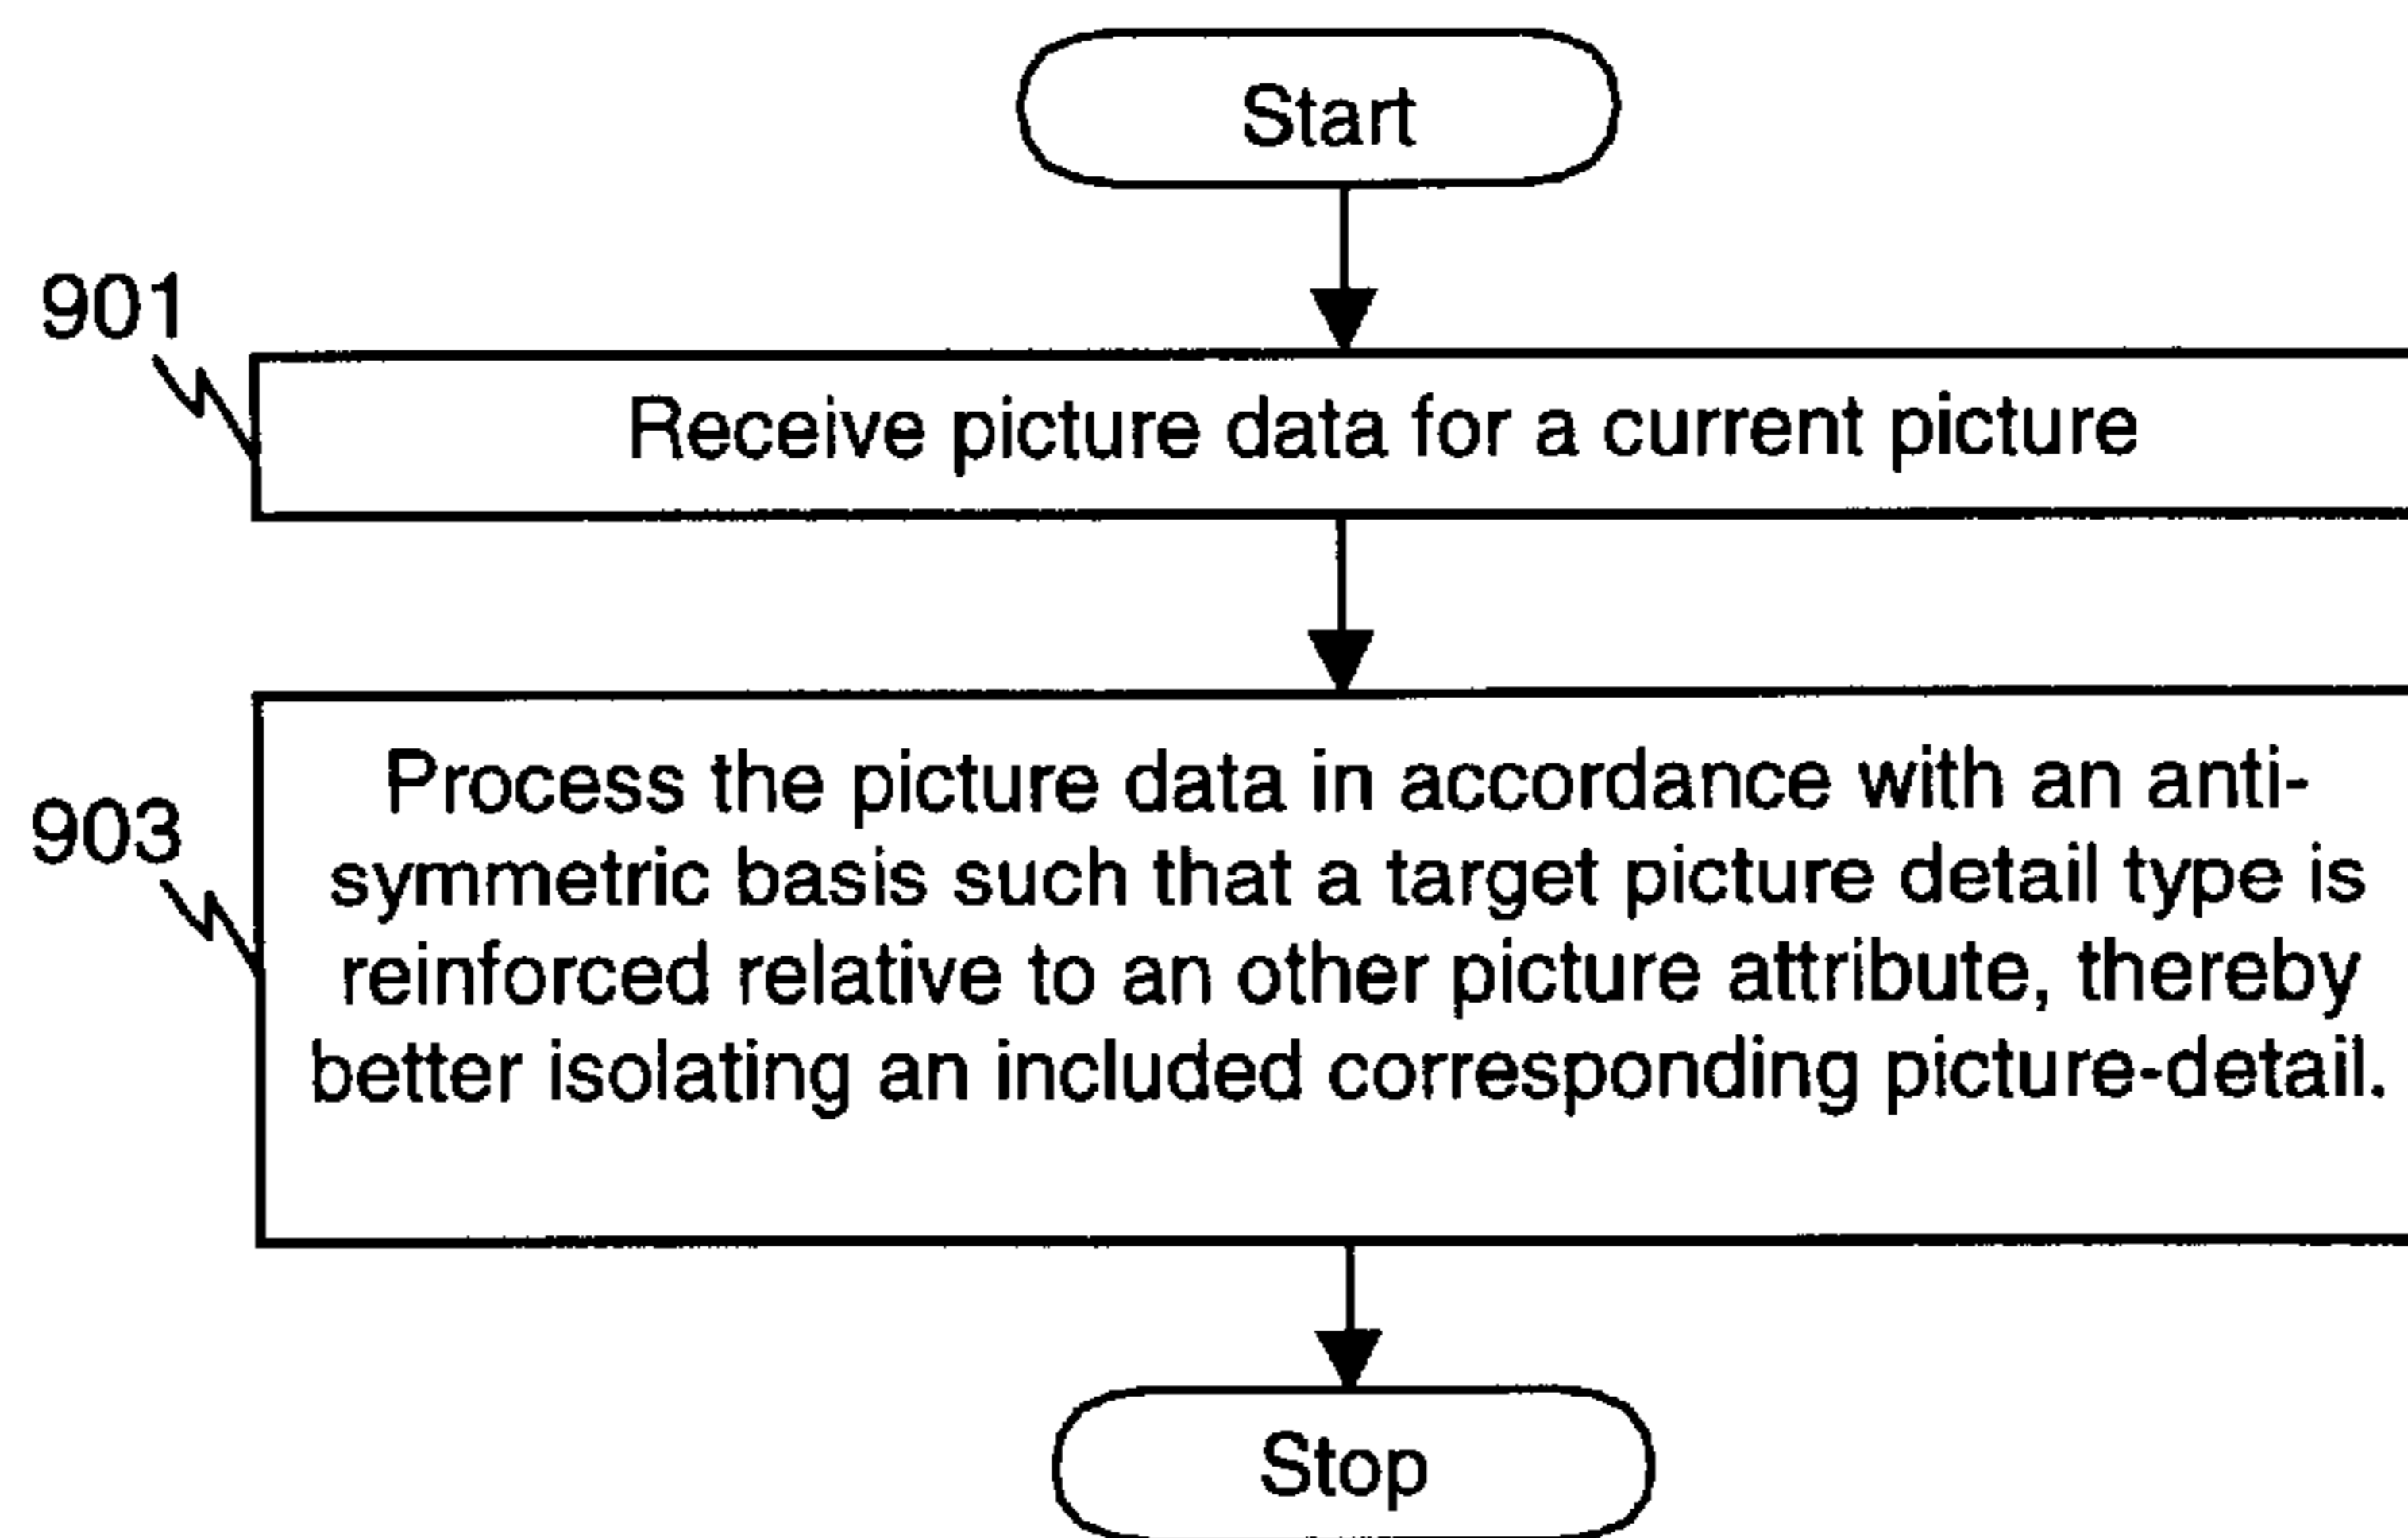 Start
901
Receive picture data for a current picture
903
Process the picture data in accordance with an anti-
symmetric basis such that a target picture detail type is
reinforced relative to an other picture attribute, thereby
better isolating an included corresponding picture-detail.
Stop